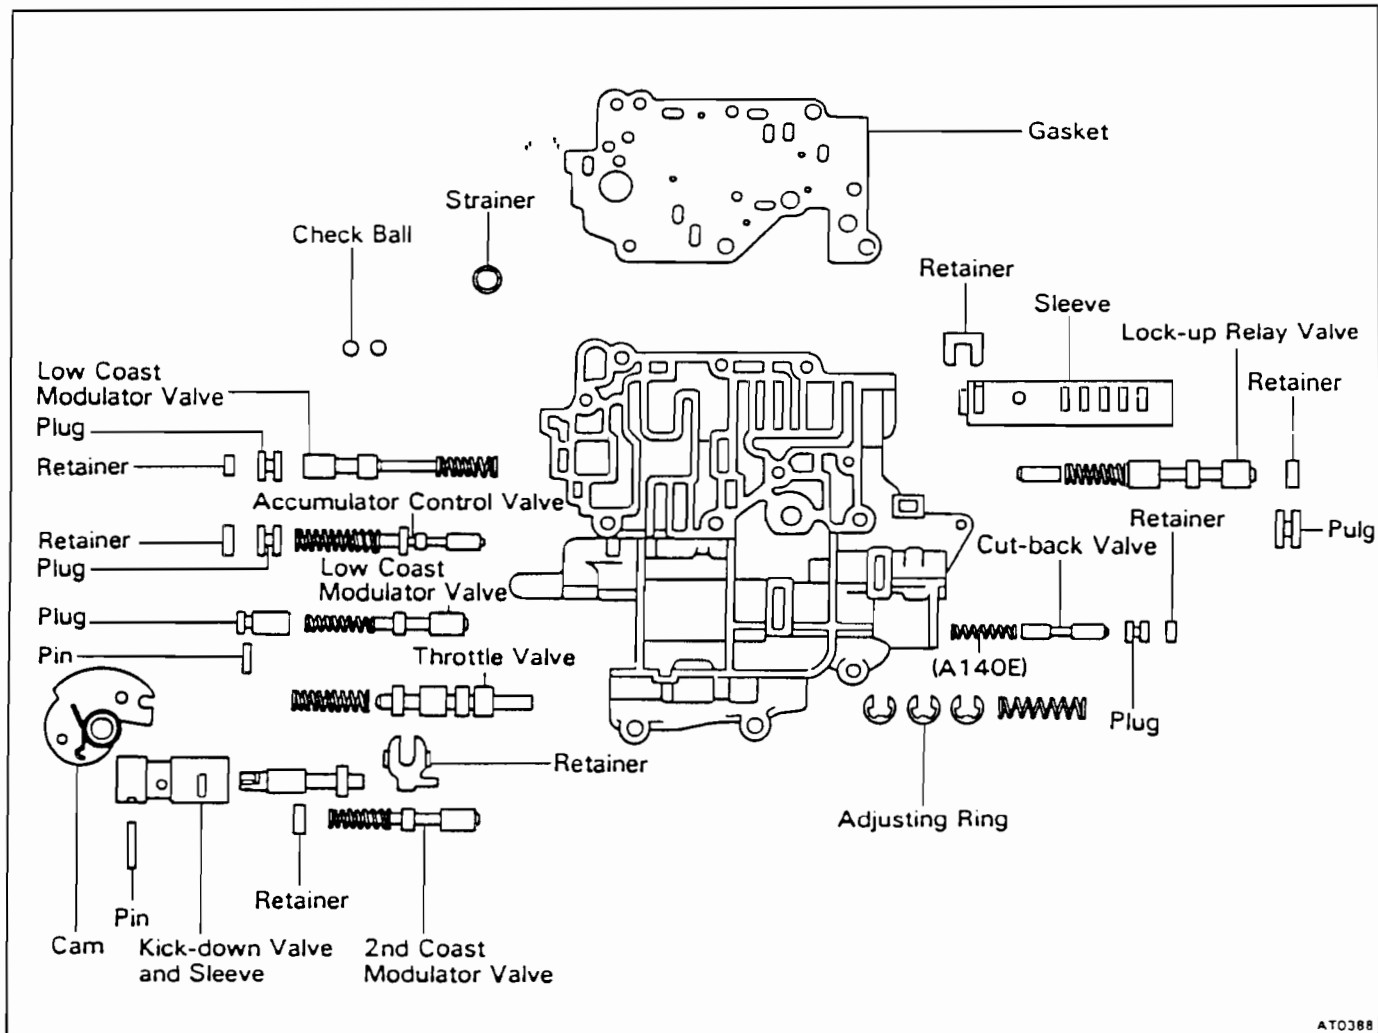 Gasket
Strainer
Check Ball
Retainer
Sleeve
Lock-up Relay Valve
Retainer
Low Coast
Modulator Valve
Plug
Retainer
Accumulator Control Valve
Retainer
Plug
Low Coast
Modulator Valve
Retainer
Pulg
Cut-back Valve
Plug
Pin
Throttle Valve
(A140E)
Plug
Retainer
Adjusting Ring
Retainer
Pin
Cam
Kick-down Valve
and Sleeve
2nd Coast
Modulator Valve
AT0388